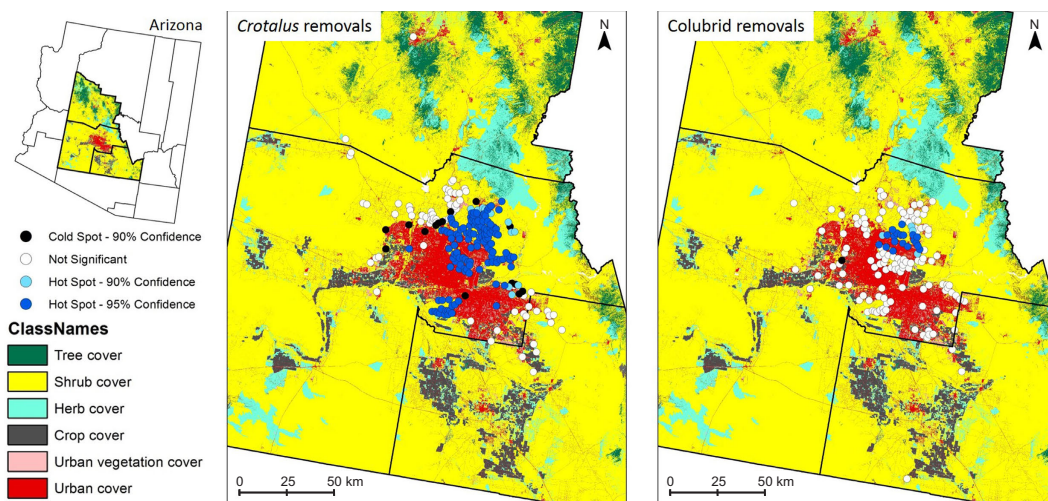 Arizona
Crotalus removals
N
Colubrid removals
N
Cold Spot - 90% Confidence
Not Significant
Hot Spot - 90% Confidence
Hot Spot - 95% Confidence
ClassNames
Tree cover
Shrub cover
Herb cover
Crop cover
Urban vegetation cover
Urban cover
0 25 50 km
0 25 50 km